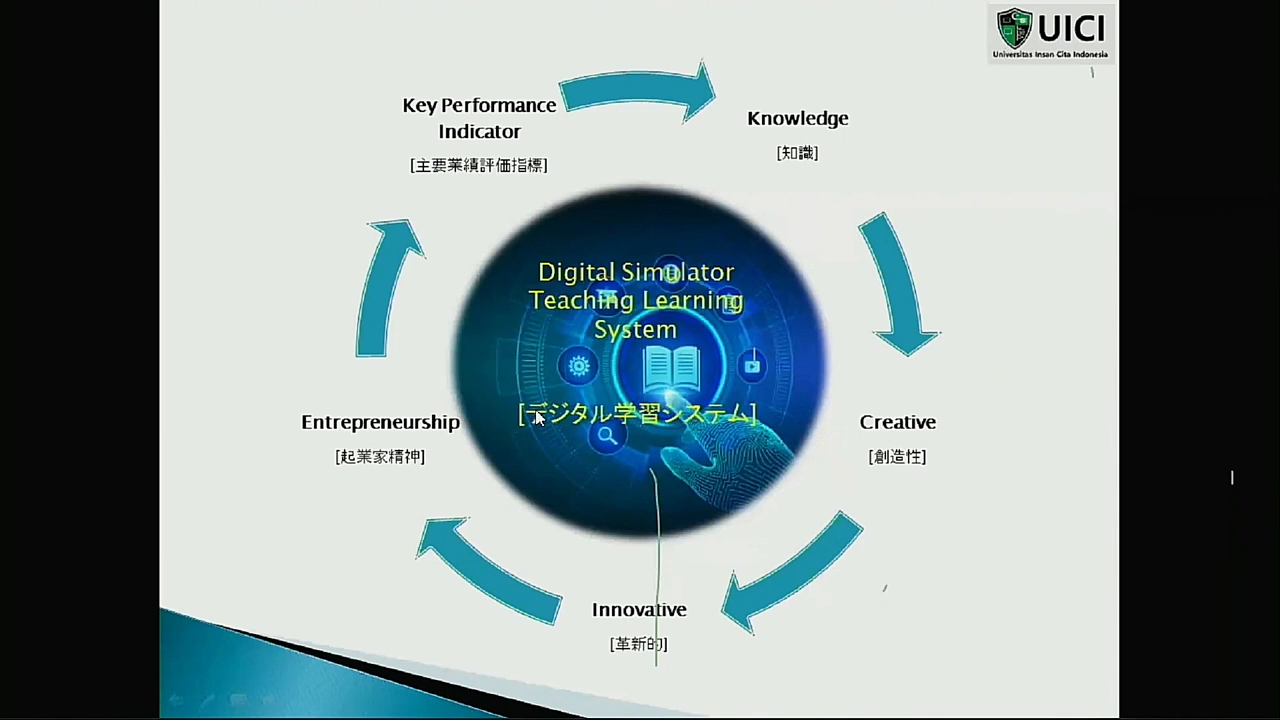 UICI
Universitas Insan Cita Indonesia
Key Performance
Indicator
[主要業績評価指標]
Knowledge
[知識]
Digital Simulator
Teaching Learning
System
[デジタル学習システム]
Entrepreneurship
[起業家精神]
Creative
[創造性]
Innovative
[革新的]